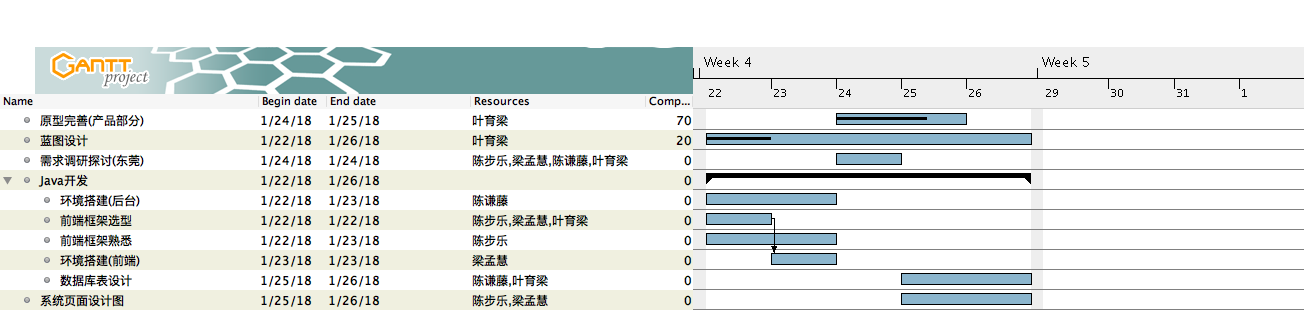 GANTT project
Week 4 Week 5
22 23 24 25 26 29 30 31 1
Name Begin date End date Resources Comp...
原型完善(产品部分) 1/24/18 1/25/18 叶育梁 70
蓝图设计 1/22/18 1/26/18 叶育梁 20
需求调研探讨(东莞) 1/24/18 1/24/18 陈步乐,梁孟慧,陈谦藤,叶育梁 0
Java开发 1/22/18 1/26/18 0
环境搭建(后台) 1/22/18 1/23/18 陈谦藤 0
前端框架选型 1/22/18 1/22/18 陈步乐,梁孟慧,叶育梁 0
前端框架熟悉 1/22/18 1/23/18 陈步乐 0
环境搭建(前端) 1/23/18 1/23/18 梁孟慧 0
数据库表设计 1/25/18 1/26/18 陈谦藤,叶育梁 0
系统页面设计图 1/25/18 1/26/18 陈步乐,梁孟慧 0